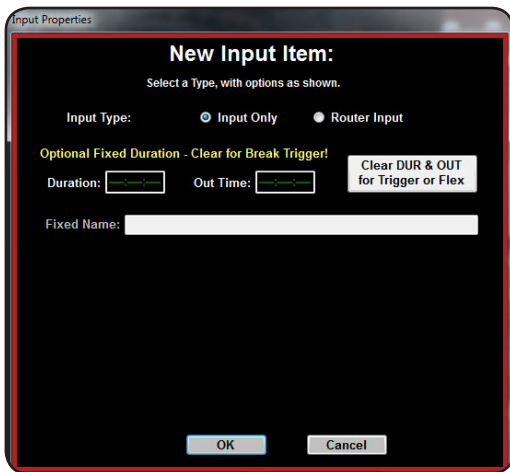 Input Properties
New Input Item:
Select a Type, with options as shown.
Input Type: Input Only Router Input
Optional Fixed Duration - Clear for Break Trigger!
Duration: --:--:-- Out Time: --:--:--
Clear DUR & OUT
for Trigger or Flex
Fixed Name:
OK Cancel